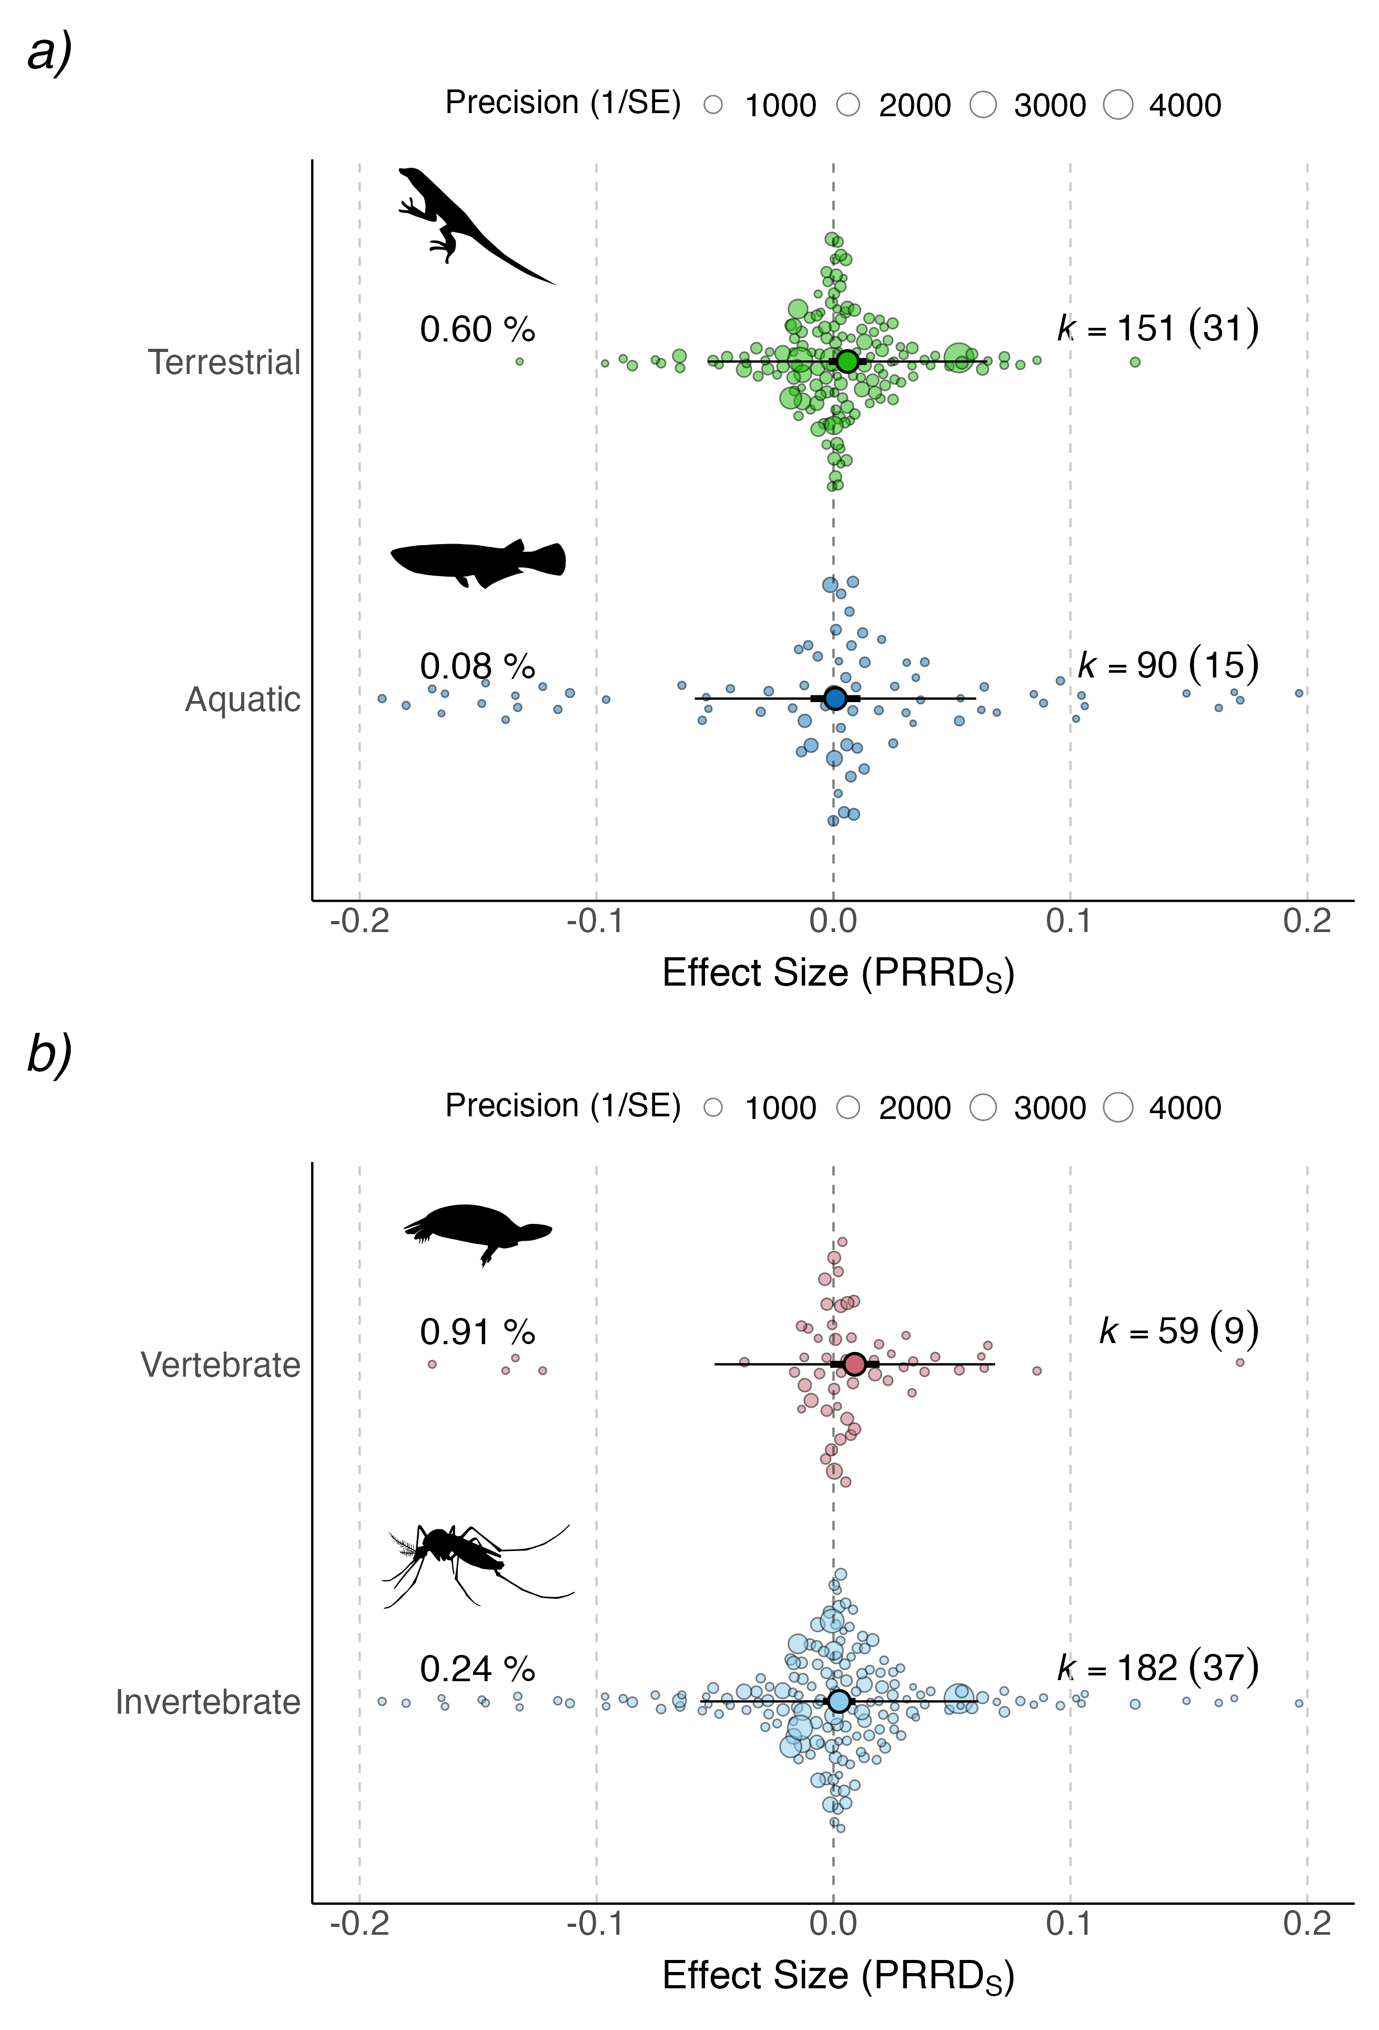 a)
Precision (1/SE) 1000 2000 3000 4000
0.60 % k = 151 (31)
Terrestrial
0.08 % k = 90 (15)
Aquatic
-0.2 -0.1 0.0 0.1 0.2
Effect Size (PRRDS)
b)
Precision (1/SE) 1000 2000 3000 4000
0.91 % k = 59 (9)
Vertebrate
0.24 % k = 182 (37)
Invertebrate
-0.2 -0.1 0.0 0.1 0.2
Effect Size (PRRDS)